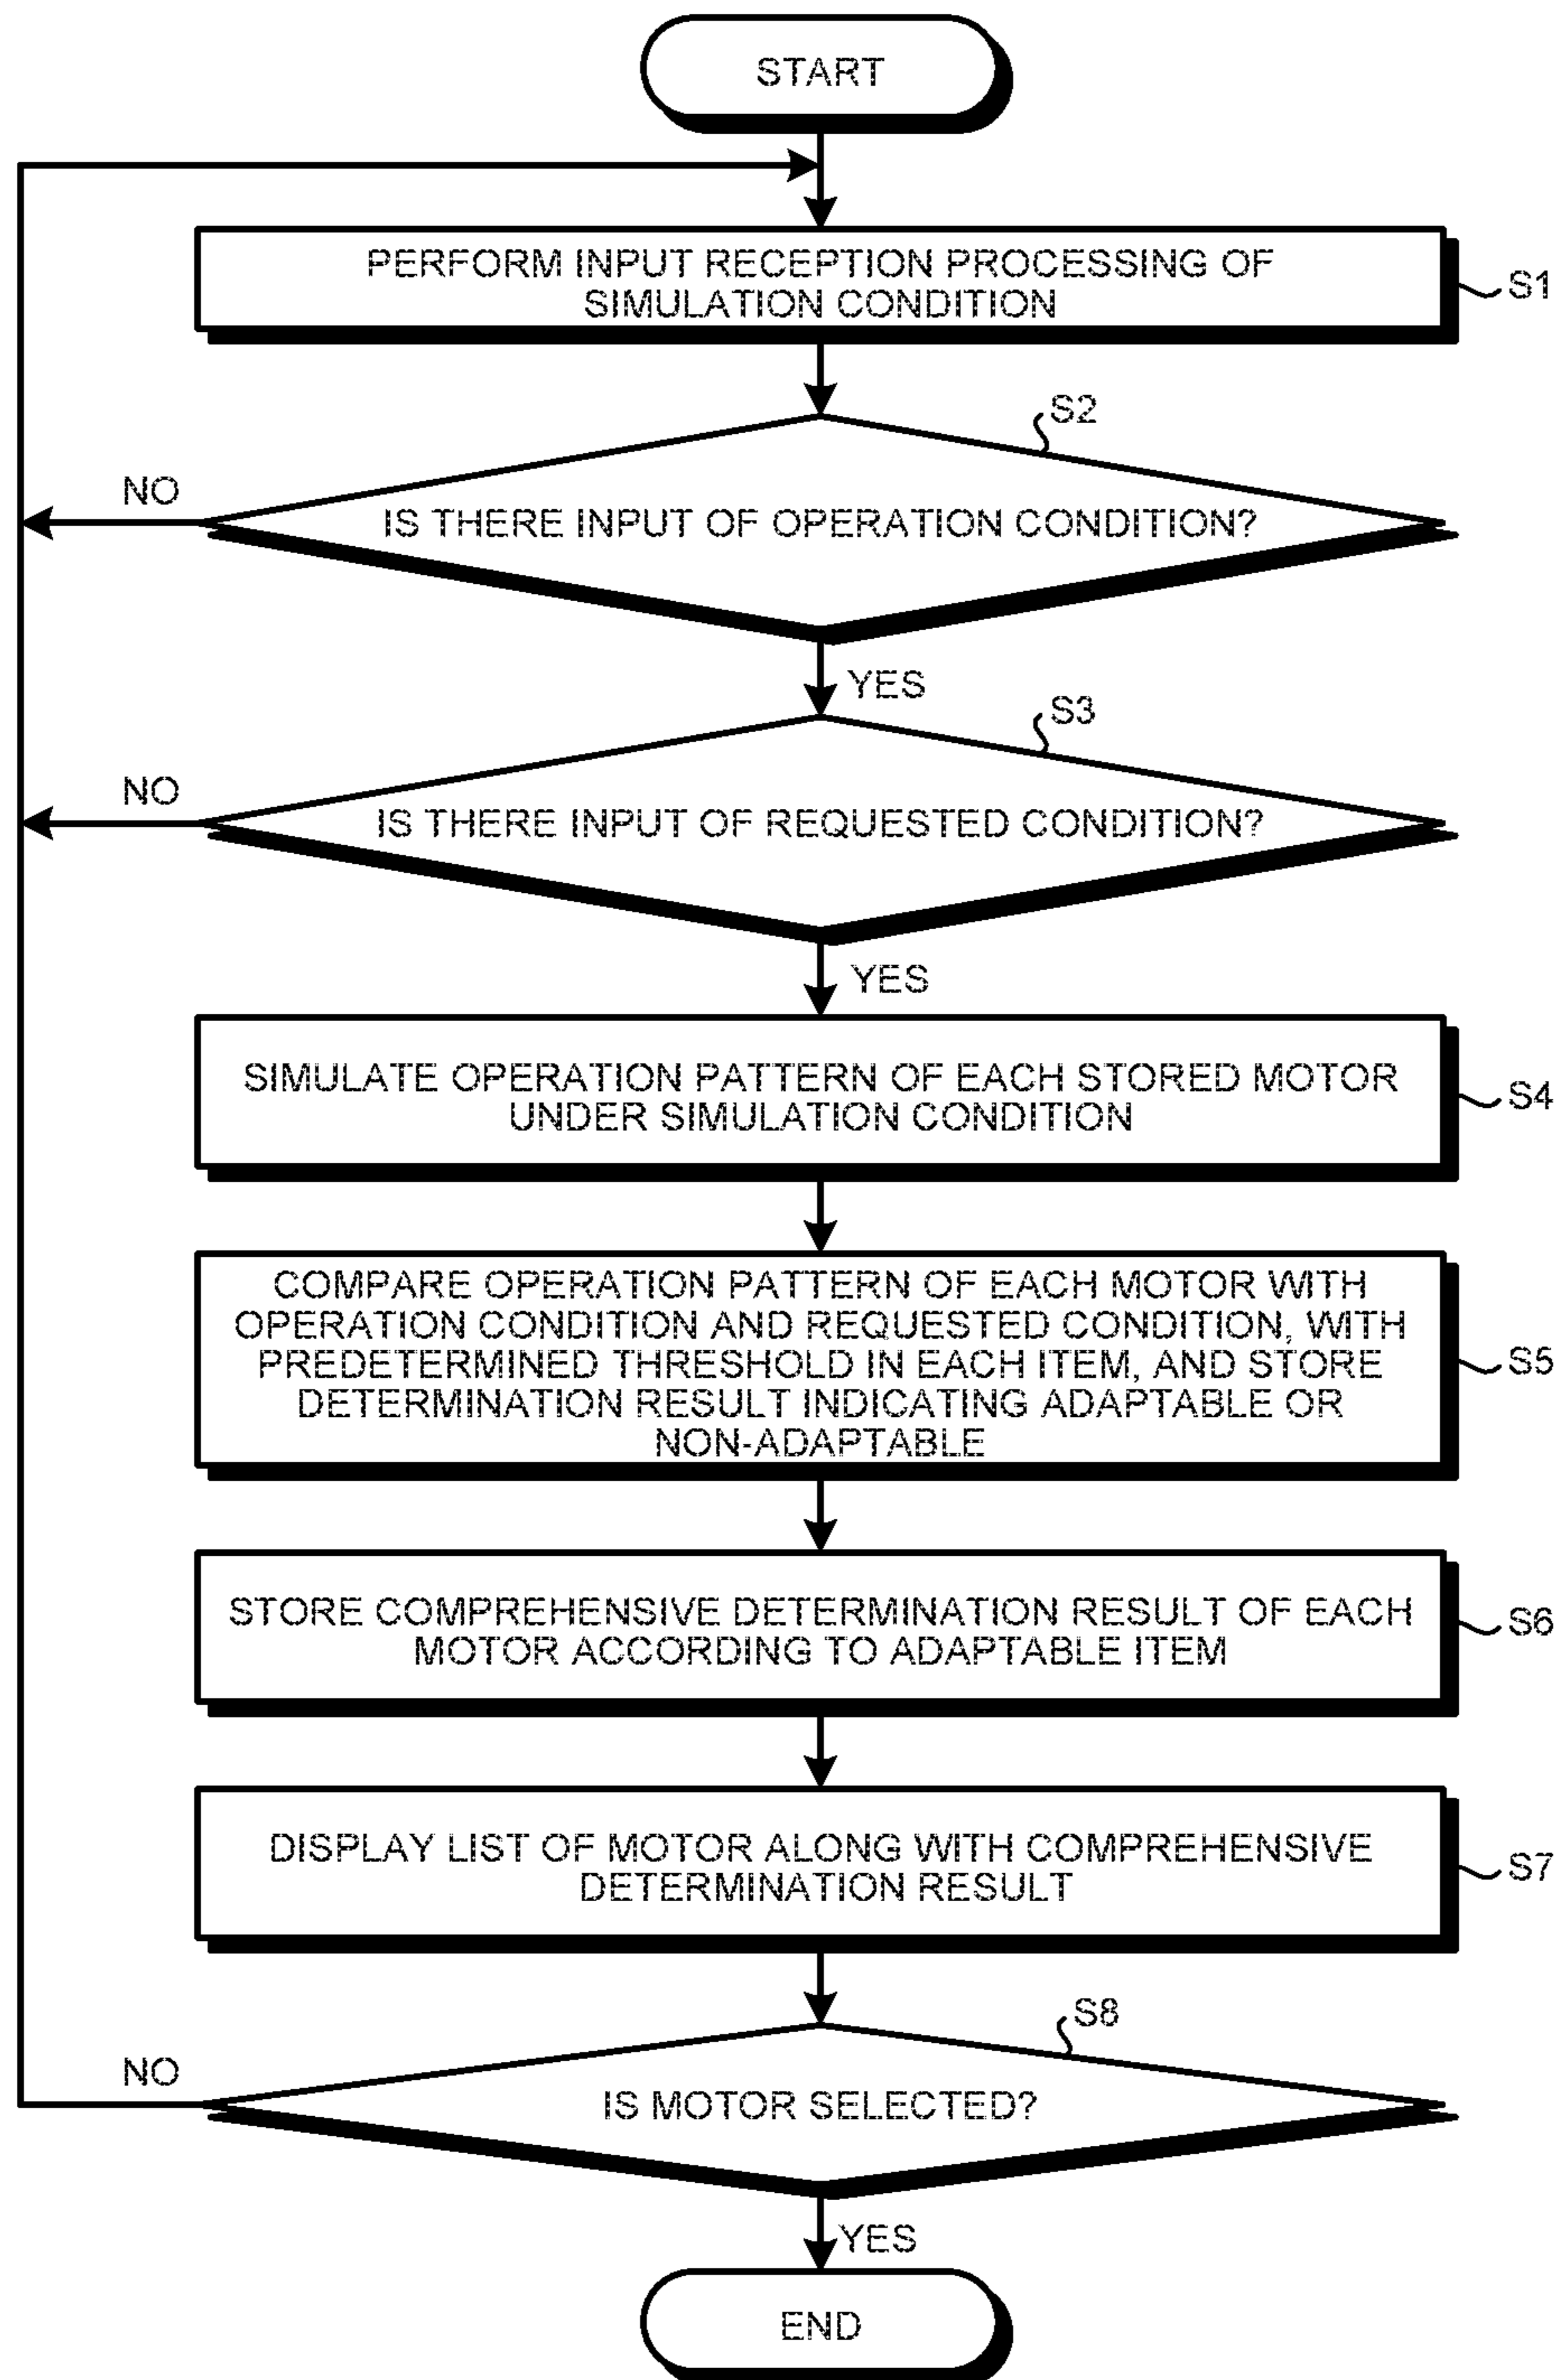 START
PERFORM INPUT RECEPTION PROCESSING OF
SIMULATION CONDITION
S1
S2
NO
IS THERE INPUT OF OPERATION CONDITION?
YES
S3
NO
IS THERE INPUT OF REQUESTED CONDITION?
YES
SIMULATE OPERATION PATTERN OF EACH STORED MOTOR
UNDER SIMULATION CONDITION
S4
COMPARE OPERATION PATTERN OF EACH MOTOR WITH
OPERATION CONDITION AND REQUESTED CONDITION, WITH
PREDETERMINED THRESHOLD IN EACH ITEM, AND STORE
DETERMINATION RESULT INDICATING ADAPTABLE OR
NON-ADAPTABLE
S5
STORE COMPREHENSIVE DETERMINATION RESULT OF EACH
MOTOR ACCORDING TO ADAPTABLE ITEM
S6
DISPLAY LIST OF MOTOR ALONG WITH COMPREHENSIVE
DETERMINATION RESULT
S7
S8
NO
IS MOTOR SELECTED?
YES
END